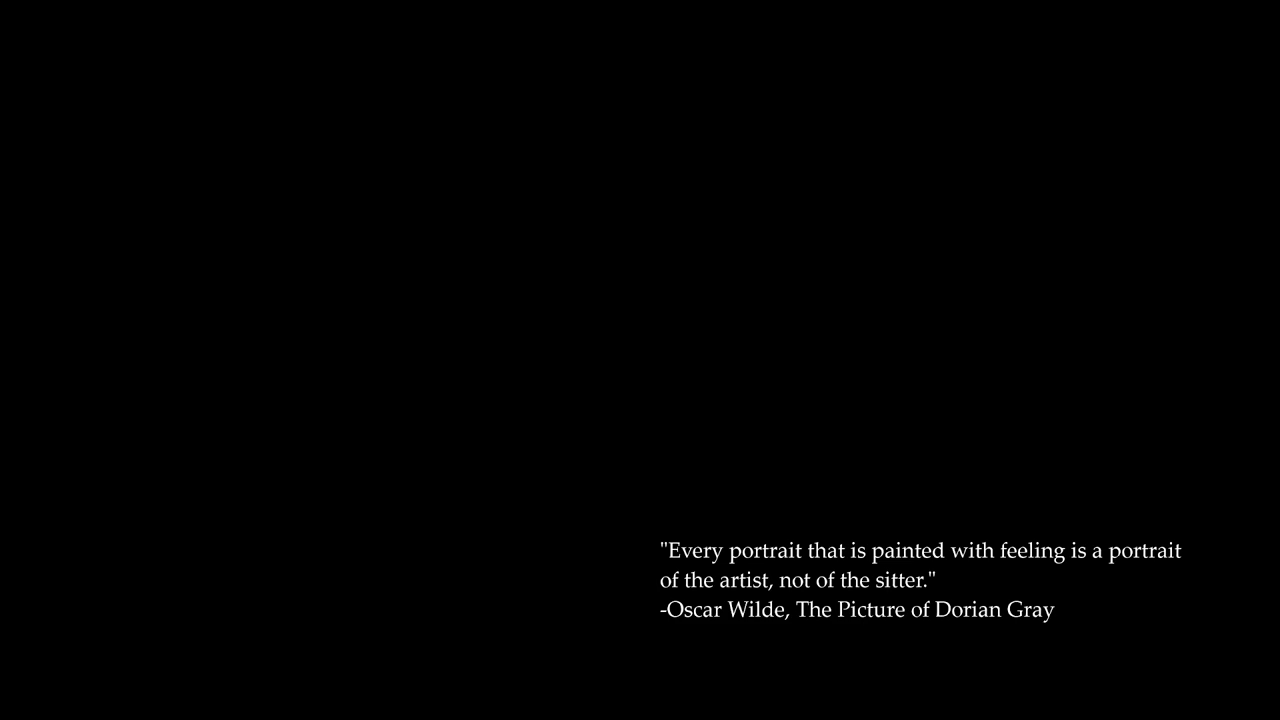 "Every portrait that is painted with feeling is a portrait
of the artist, not of the sitter."
-Oscar Wilde, The Picture of Dorian Gray